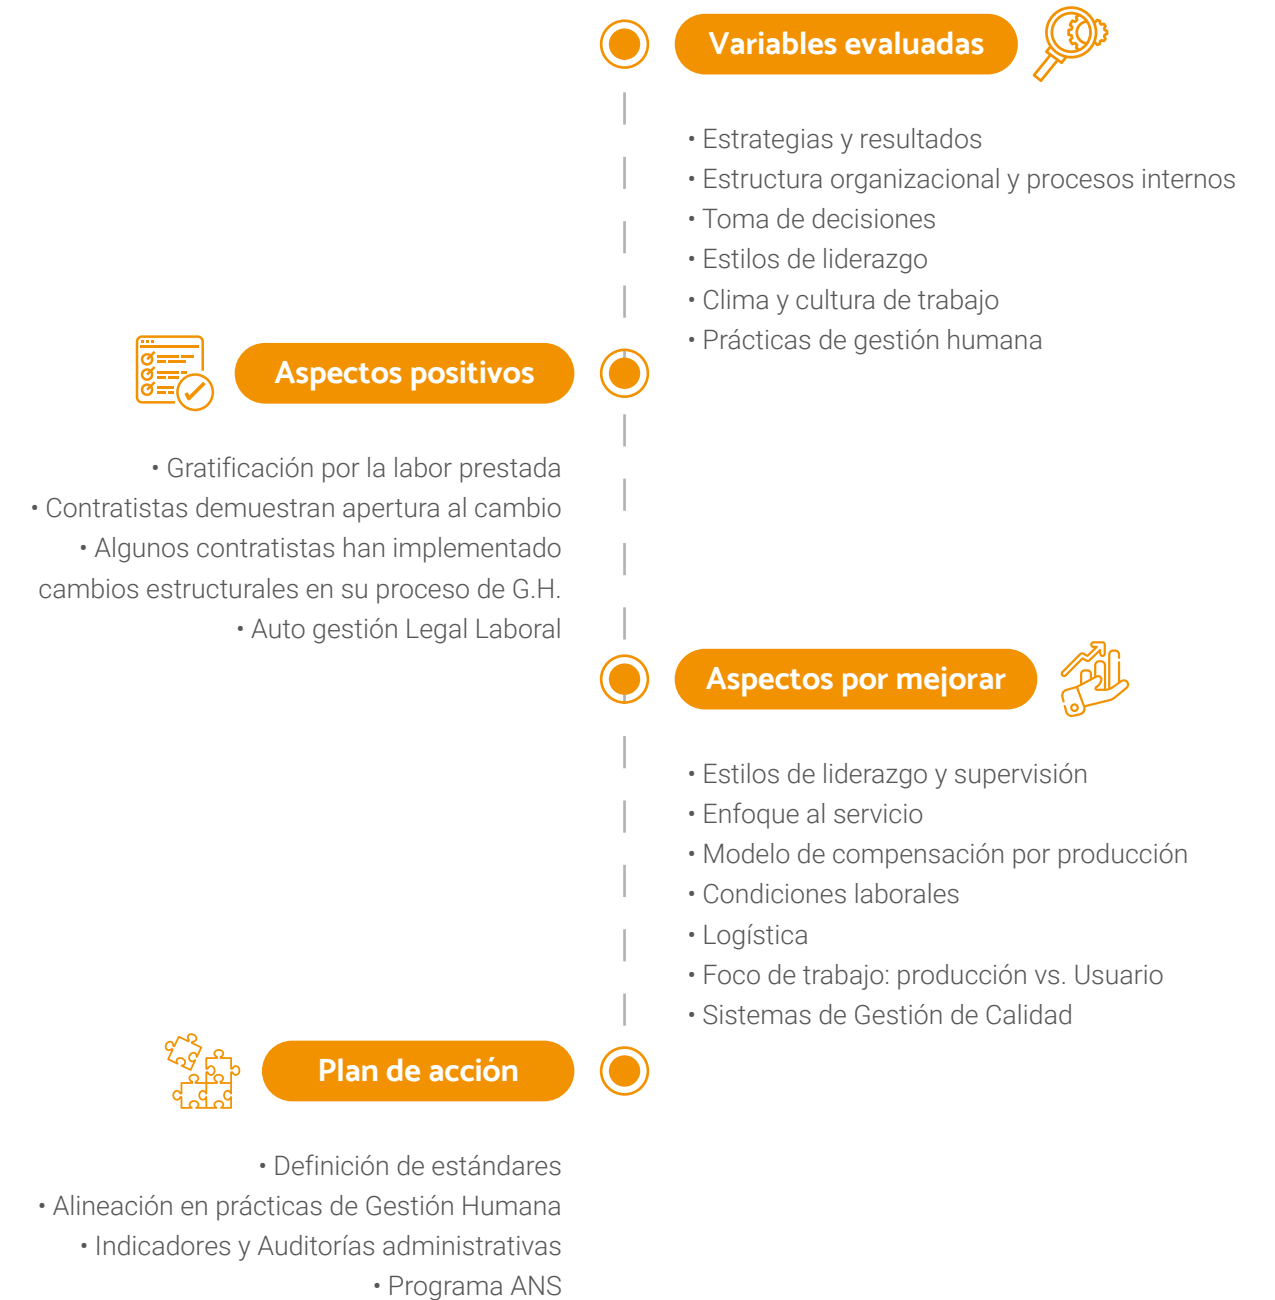 Variables evaluadas
• Estrategias y resultados
• Estructura organizacional y procesos internos
• Toma de decisiones
• Estilos de liderazgo
• Clima y cultura de trabajo
• Prácticas de gestión humana
Aspectos positivos
• Gratificación por la labor prestada
• Contratistas demuestran apertura al cambio
• Algunos contratistas han implementado
cambios estructurales en su proceso de G.H.
• Auto gestión Legal Laboral
Aspectos por mejorar
• Estilos de liderazgo y supervisión
• Enfoque al servicio
• Modelo de compensación por producción
• Condiciones laborales
• Logística
• Foco de trabajo: producción vs. Usuario
• Sistemas de Gestión de Calidad
Plan de acción
• Definición de estándares
• Alineación en prácticas de Gestión Humana
• Indicadores y Auditorías administrativas
• Programa ANS